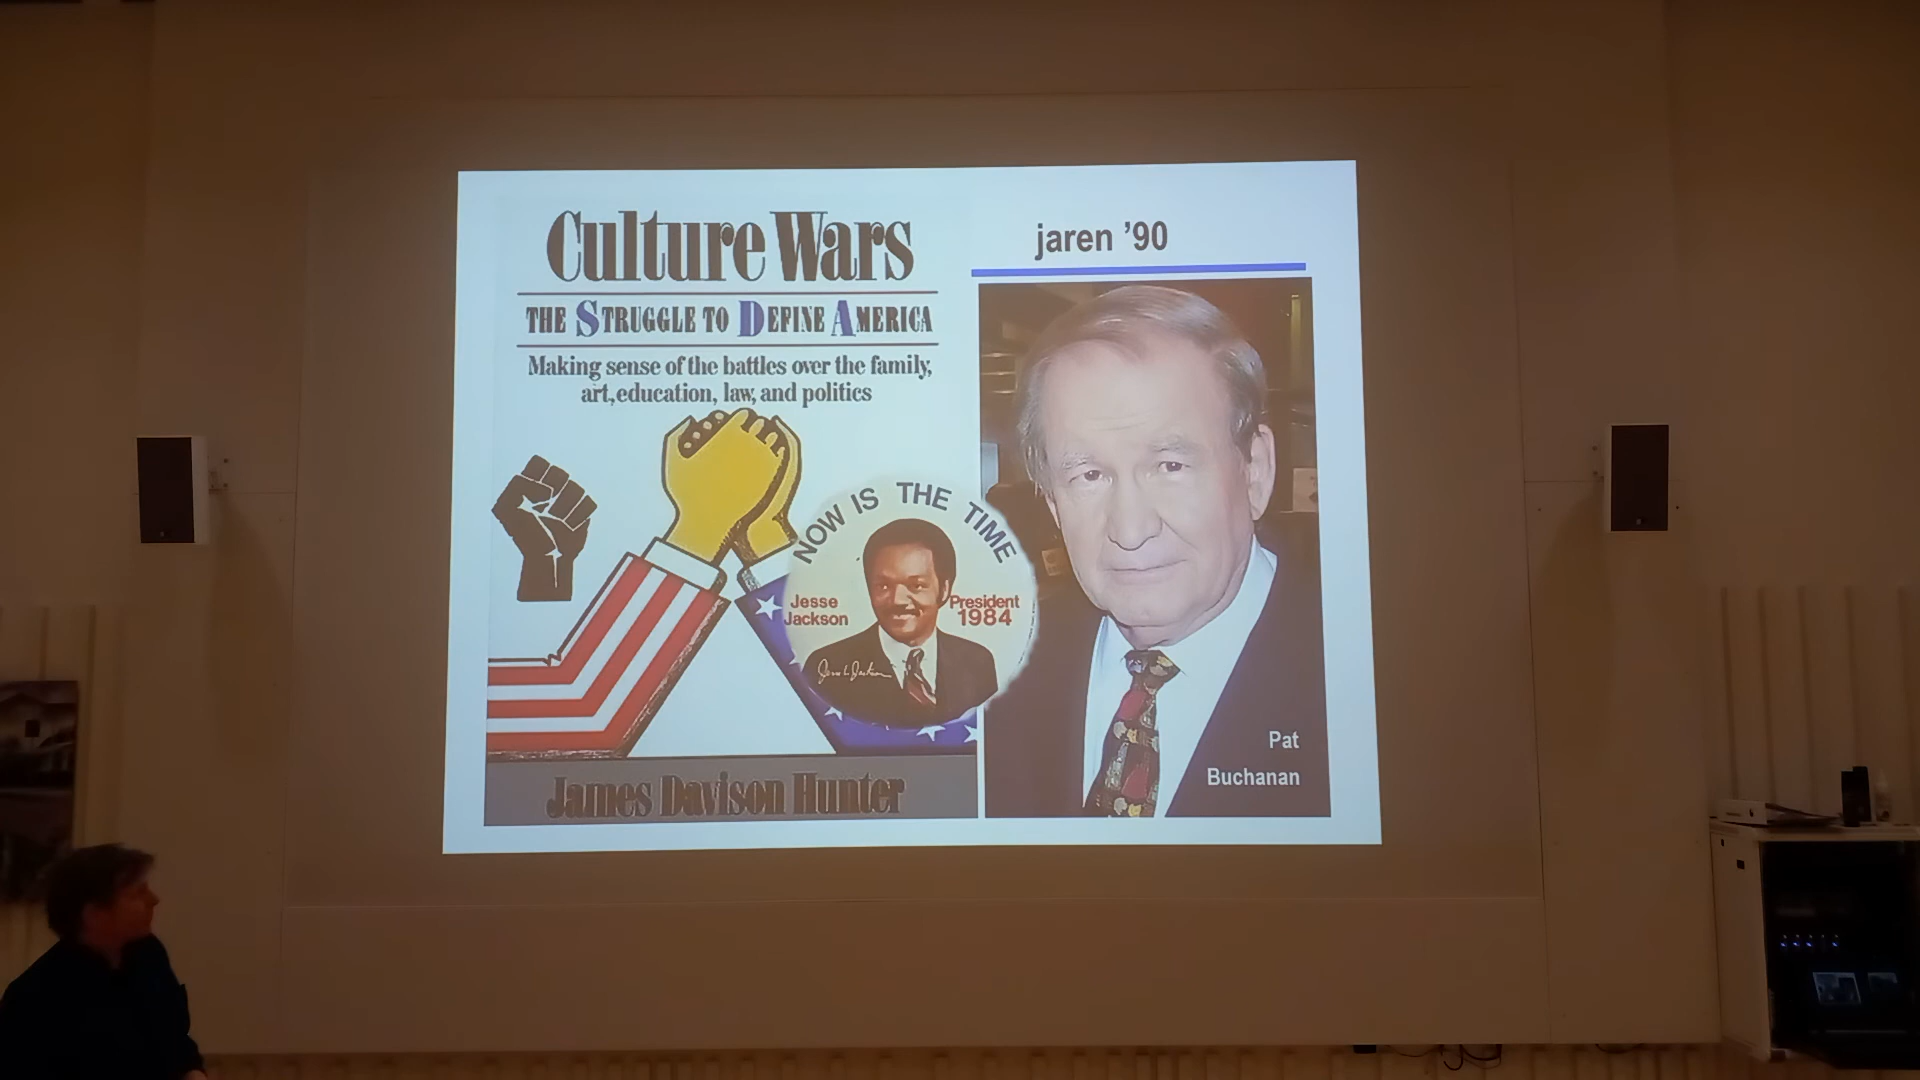 Culture Wars
THE STRUGGLE TO DEFINE AMERICA
Making sense of the battles over the family,
art, education, law, and politics
NOW IS THE TIME
Jesse
Jackson
President
1984
James Davison Hunter
jaren ’90
Pat
Buchanan